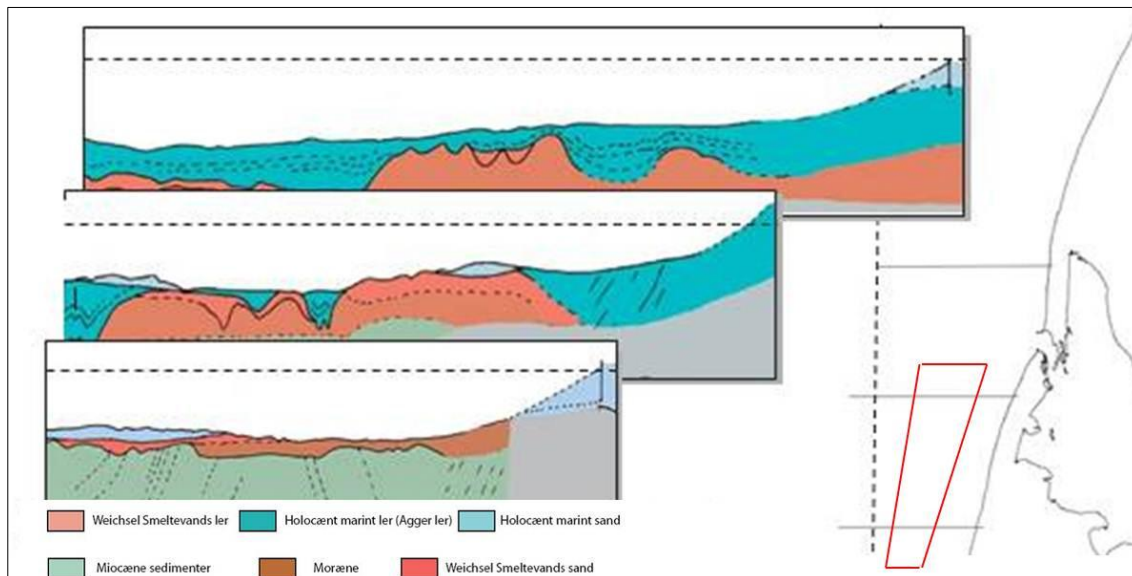 Weichsel Smeltevands ler Holocænt marint ler (Agger ler) Holocænt marint sand
Miocæne sedimenter Moræne Weichsel Smeltevands sand